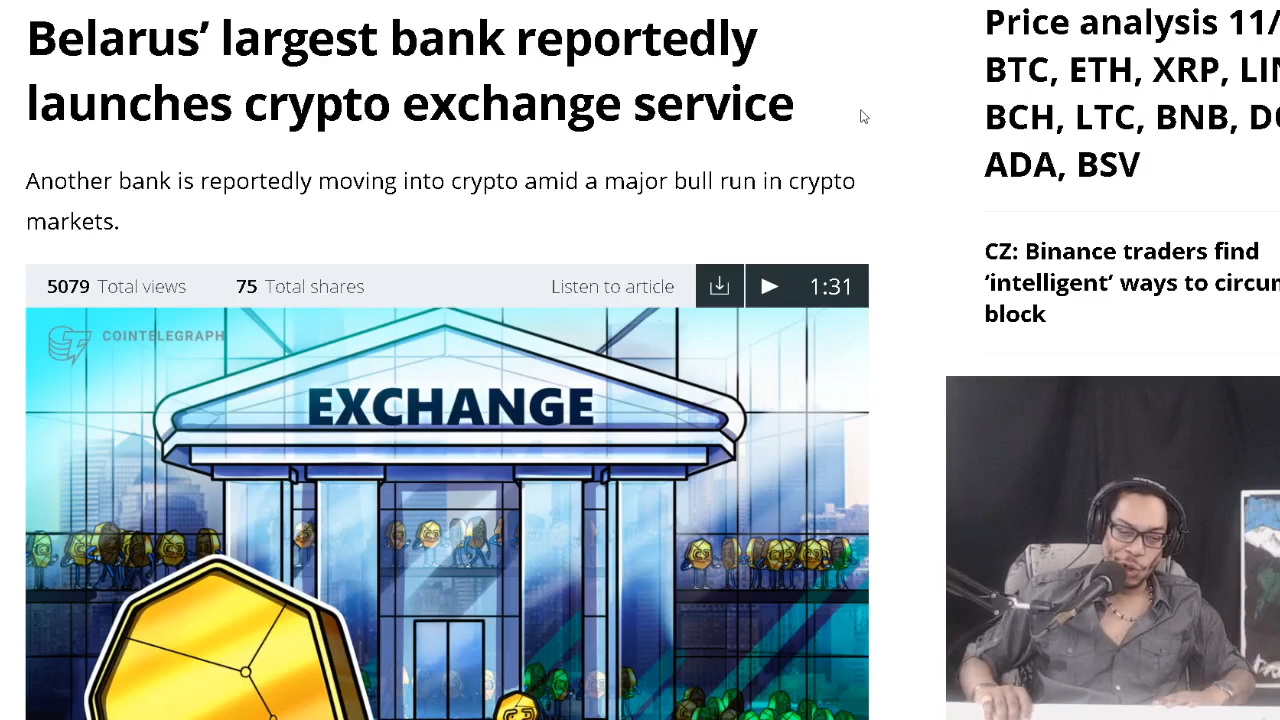 Belarus’ largest bank reportedly
launches crypto exchange service
Another bank is reportedly moving into crypto amid a major bull run in crypto
markets.
5079 Total views 75 Total shares Listen to article 1:31
COINTELEGRAPH
EXCHANGE
Price analysis 11/
BTC, ETH, XRP,
BCH, LTC, BNB,
ADA, BSV
CZ: Binance traders find
‘intelligent’ ways to
block